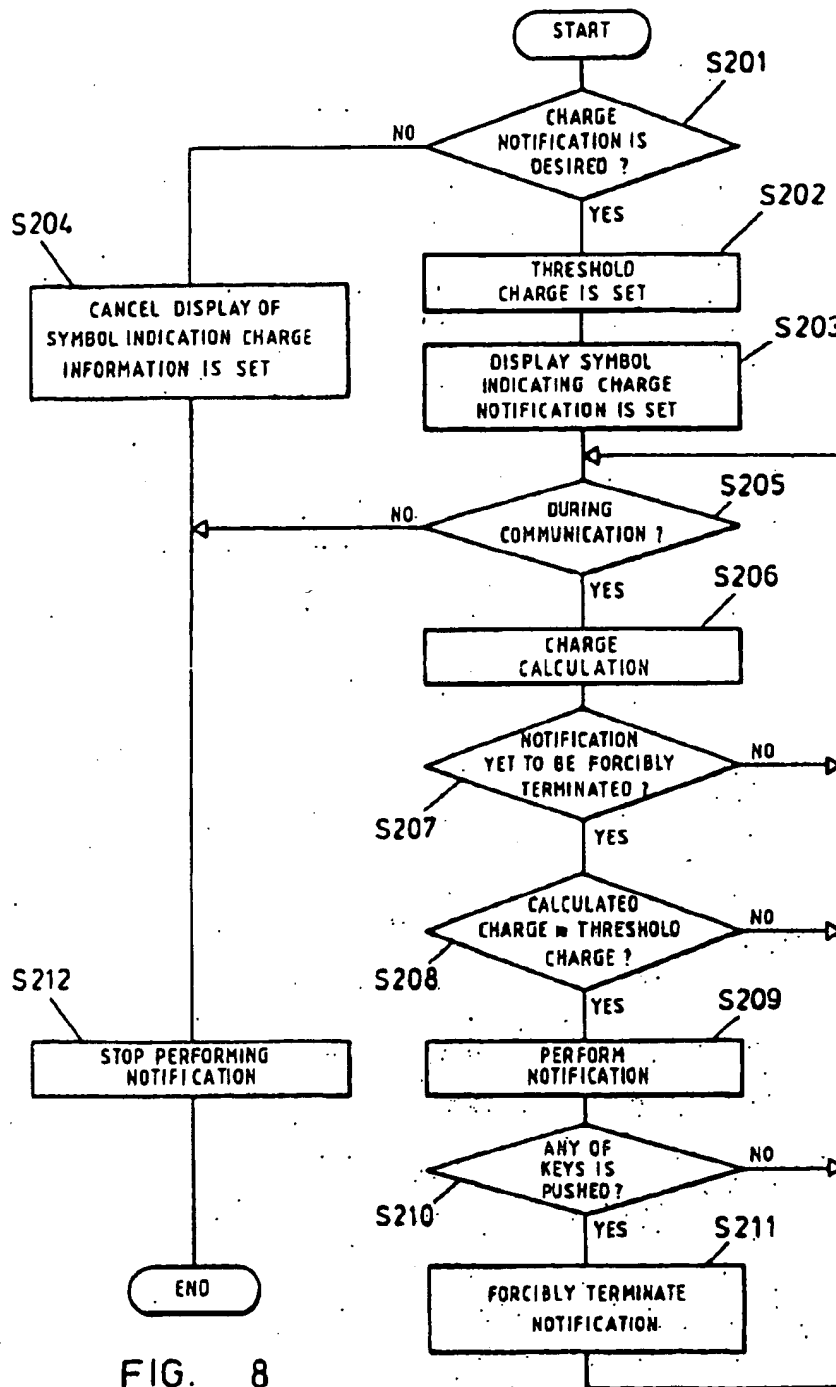 START
S201
CHARGE
NOTIFICATION IS
DESIRED ?
NO
YES
S202
THRESHOLD
CHARGE IS SET
S204
CANCEL DISPLAY OF
SYMBOL INDICATION CHARGE
INFORMATION IS SET
S203
DISPLAY SYMBOL
INDICATING CHARGE
NOTIFICATION IS SET
S205
DURING
COMMUNICATION ?
NO
YES
S206
CHARGE
CALCULATION
NOTIFICATION
YET TO BE FORCIBLY
TERMINATED ?
NO
S207
YES
CALCULATED
CHARGE ≈ THRESHOLD
CHARGE ?
NO
S208
YES
S212
STOP PERFORMING
NOTIFICATION
S209
PERFORM
NOTIFICATION
ANY OF
KEYS IS
PUSHED ?
NO
S210
YES
S211
FORCIBLY TERMINATE
NOTIFICATION
END
FIG. 8